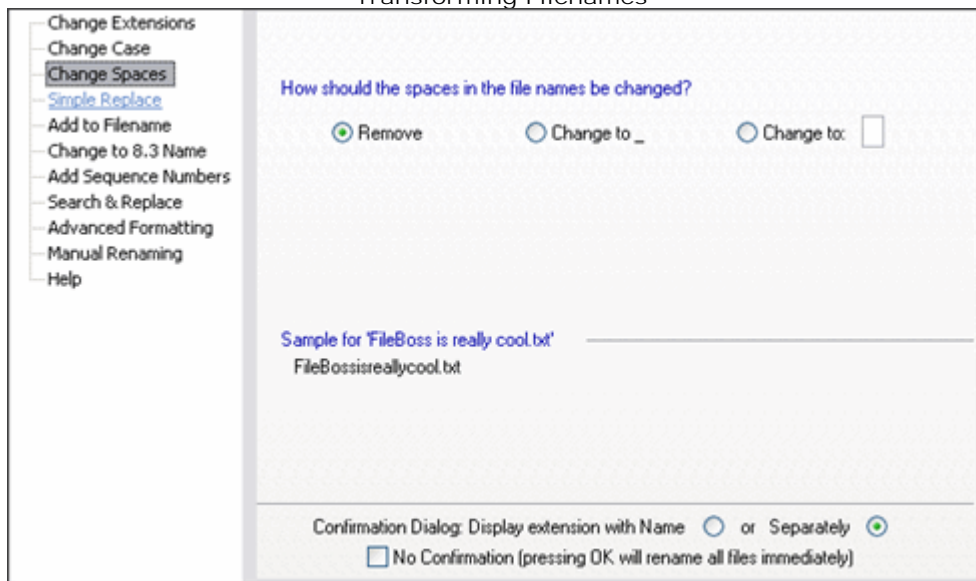 Transforming Filenames
Change Extensions
Change Case
Change Spaces
Simple Replace
Add to Filename
Change to 8.3 Name
Add Sequence Numbers
Search & Replace
Advanced Formatting
Manual Renaming
Help
How should the spaces in the file names be changed?
Remove Change to _ Change to:
Sample for 'FileBoss is really cool.txt'
FileBossisreallycool.txt
Confirmation Dialog: Display extension with Name or Separately
No Confirmation (pressing OK will rename all files immediately)